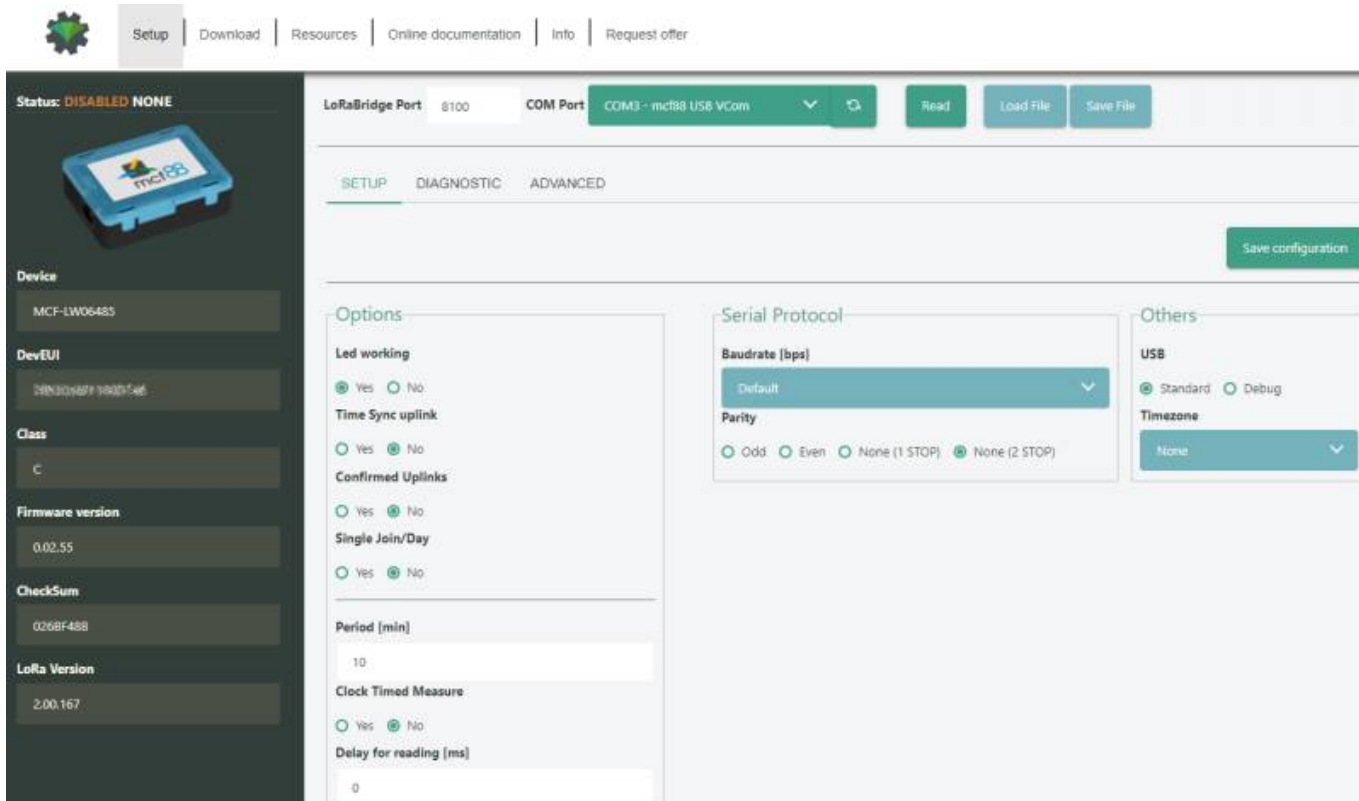 Setup Download Resources Online documentation Info Request offer
Status: DISABLED NONE
mcf88
Device
MCF-LW06485
DevEUI
Class
C
Firmware version
0.02.55
CheckSum
026BF48B
LoRa Version
2.00.167
LoRaBridge Port 8100 COM Port COM3 - mcf88 USB VCom Read Load File Save File
SETUP DIAGNOSTIC ADVANCED
Save configuration
Options
Led working
Yes No
Time Sync uplink
Yes No
Confirmed Uplinks
Yes No
Single Join/Day
Yes No
Period [min]
10
Clock Timed Measure
Yes No
Delay for reading [ms]
0
Serial Protocol
Baudrate [bps]
Default
Parity
Odd Even None (1 STOP) None (2 STOP)
Others
USB
Standard Debug
Timezone
None